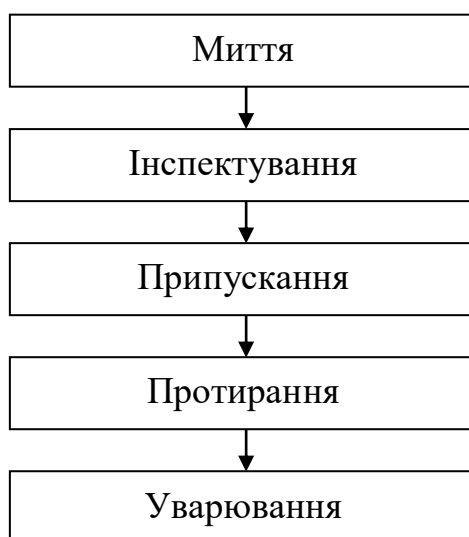 Миття
Інспектування
Припускання
Протирання
Уварювання